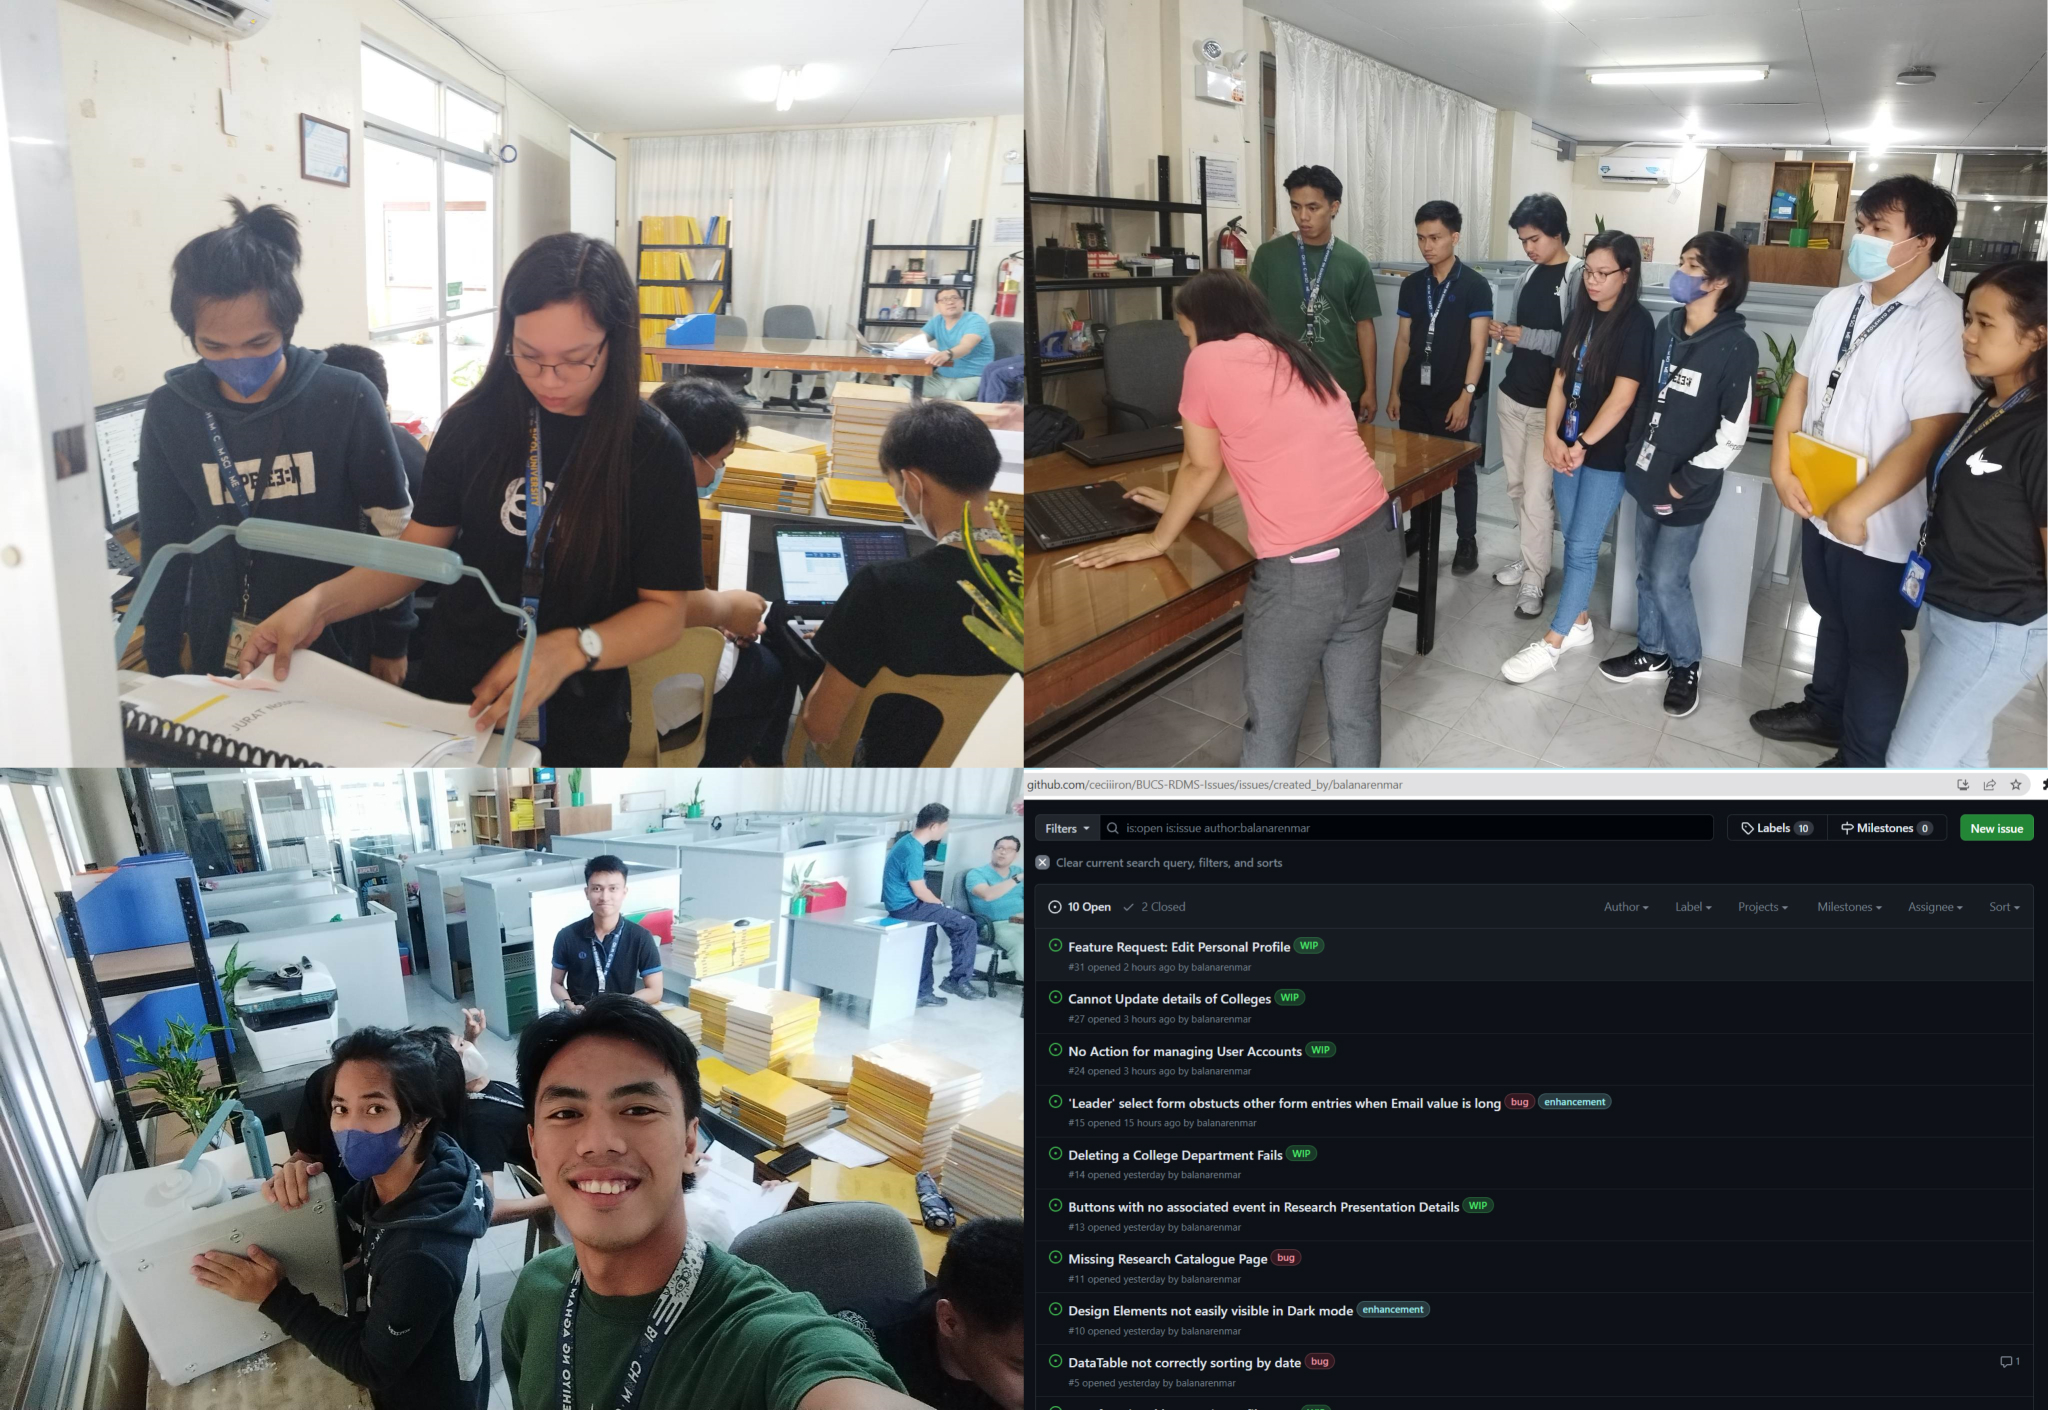 JURAT NO
github.com/ceciiiron/BUCS-RDMS-Issues/issues/created_by/balanarenmar
Filters
is:open is:issue author:balanarenmar
Labels 10
Milestones 0
New issue
Clear current search query, filters, and sorts
10 Open 2 Closed
Author Label Projects Milestones Assignee Sort
Feature Request: Edit Personal Profile WIP
#31 opened 2 hours ago by balanarenmar
Cannot Update details of Colleges WIP
#27 opened 3 hours ago by balanarenmar
No Action for managing User Accounts WIP
#24 opened 3 hours ago by balanarenmar
'Leader' select form obstucts other form entries when Email value is long bug enhancement
#15 opened 15 hours ago by balanarenmar
Deleting a College Department Fails WIP
#14 opened yesterday by balanarenmar
Buttons with no associated event in Research Presentation Details WIP
#13 opened yesterday by balanarenmar
Missing Research Catalogue Page bug
#11 opened yesterday by balanarenmar
Design Elements not easily visible in Dark mode enhancement
#10 opened yesterday by balanarenmar
DataTable not correctly sorting by date bug 1
#5 opened yesterday by balanarenmar